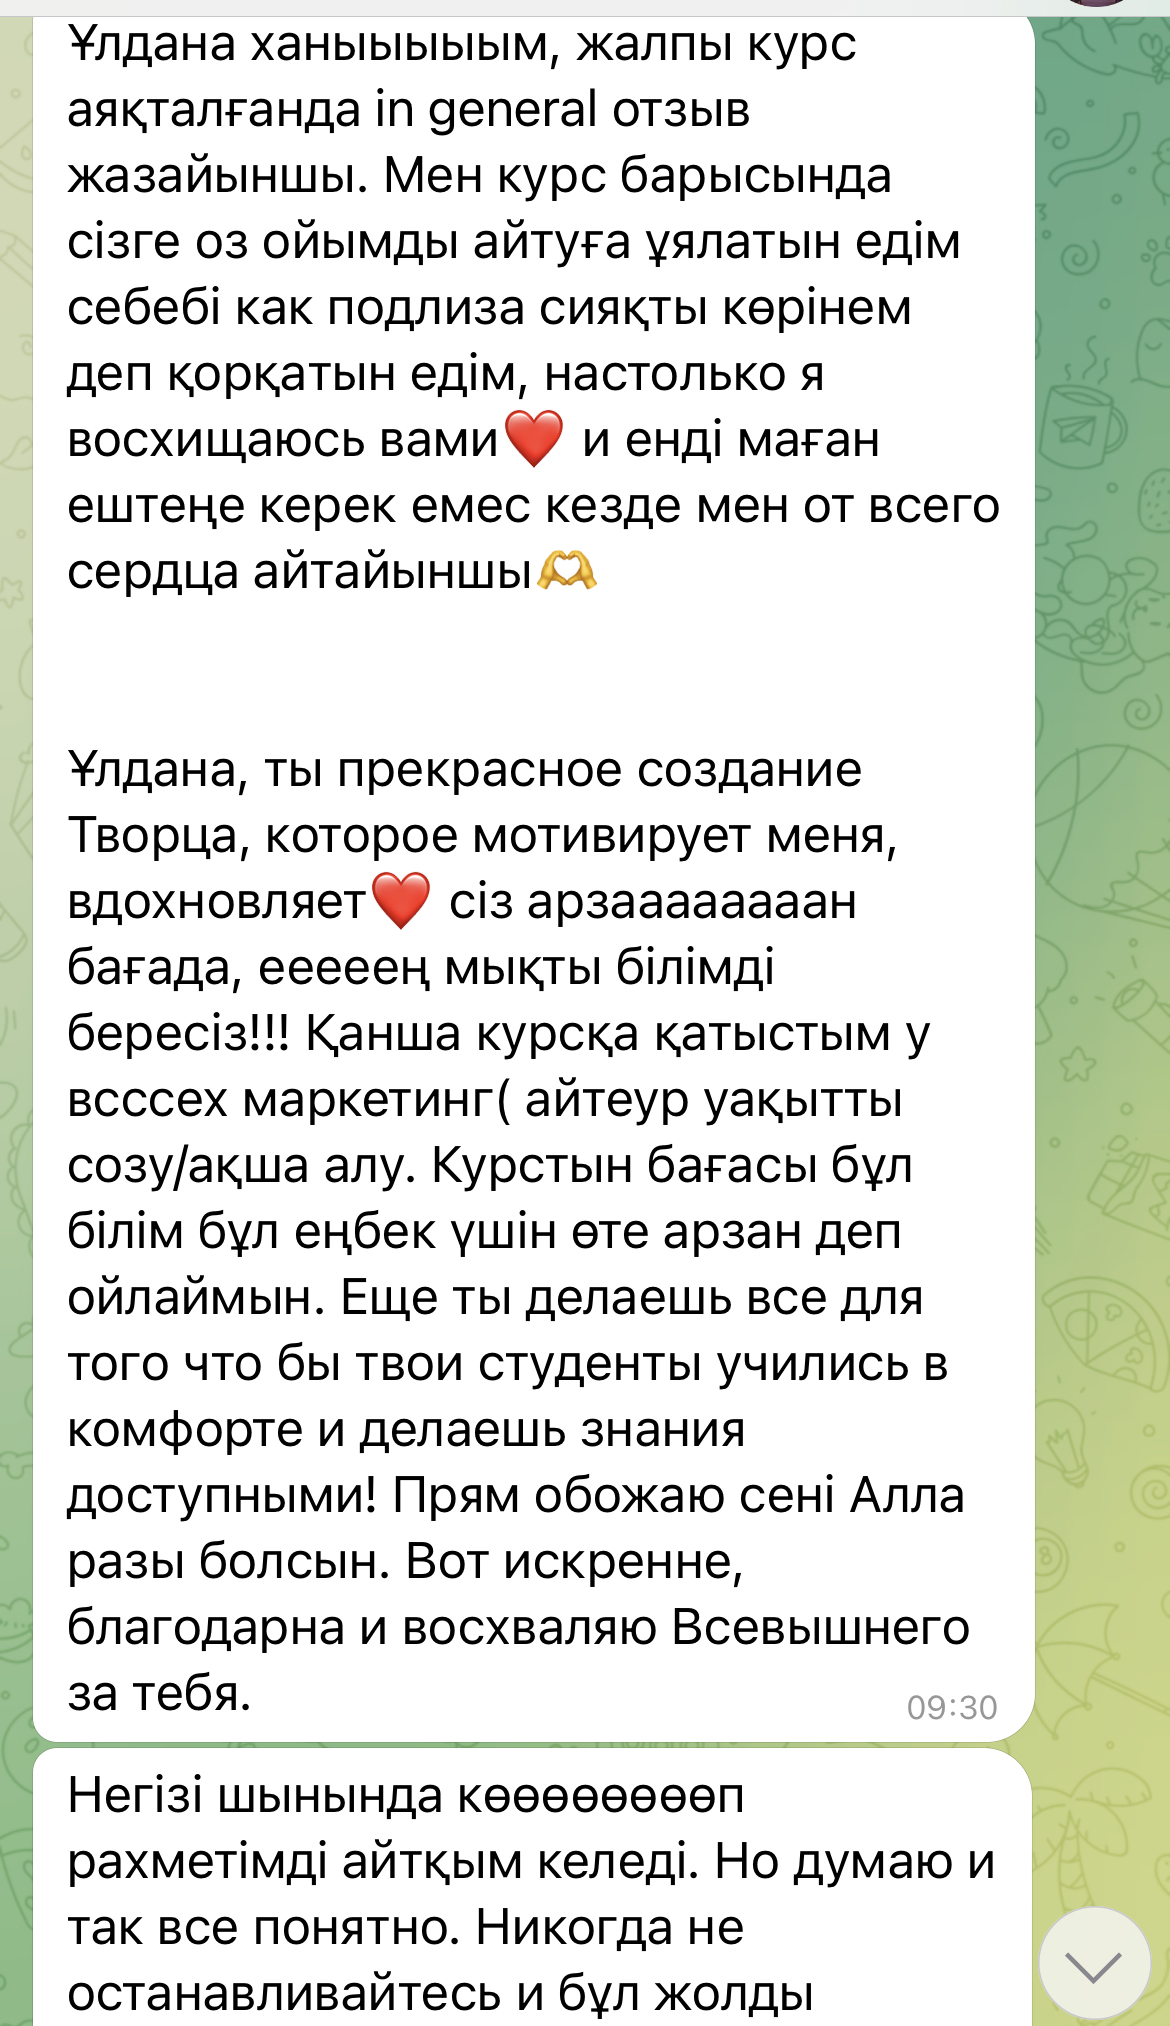 Ұлдана ханыыыыым, жалпы курс
аяқталғанда in general отзыв
жазайыншы. Мен курс барысында
сізге оз ойымды айтуға ұялатын едім
себебі как подлиза сияқты көрінем
деп қорқатын едім, настолько я
восхищаюсь вами❤️ и енді маған
ештеңе керек емес кезде мен от всего
сердца айтайыншы🫶
Ұлдана, ты прекрасное создание
Творца, которое мотивирует меня,
вдохновляет❤️ сіз арзааааааааан
бағада, еееееең мықты білімді
бересіз!!! Қанша курсқа қатыстым у
всссех маркетинг( айтеур уақытты
созу/ақша алу. Курстын бағасы бұл
білім бұл еңбек үшін өте арзан деп
ойлаймын. Еще ты делаешь все для
того что бы твои студенты учились в
комфорте и делаешь знания
доступными! Прям обожаю сені Алла
разы болсын. Вот искренне,
благодарна и восхваляю Всевышнего
за тебя.
09:30
Негізі шынында көөөөөөөөп
рахметімді айтқым келеді. Но думаю и
так все понятно. Никогда не
останавливайтесь и бұл жолды